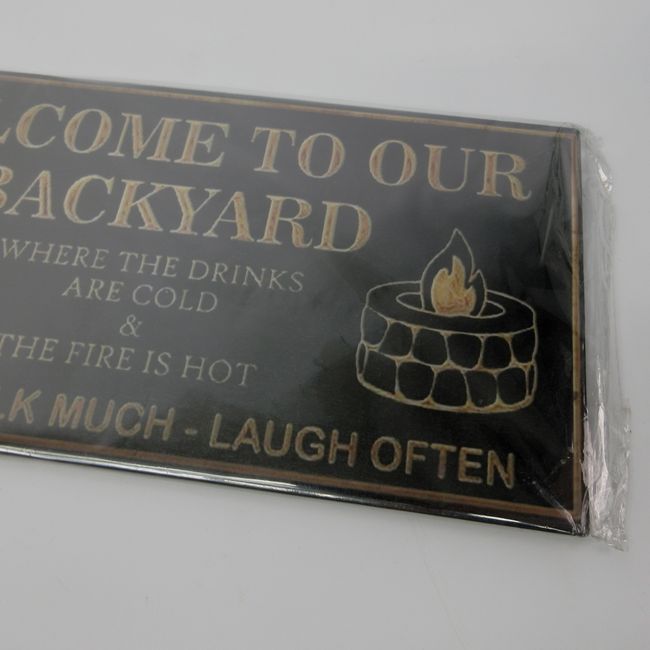 LCOME TO OUR
BACKYARD
WHERE THE DRINKS
ARE COLD
&
THE FIRE IS HOT
LK MUCH - LAUGH OFTEN